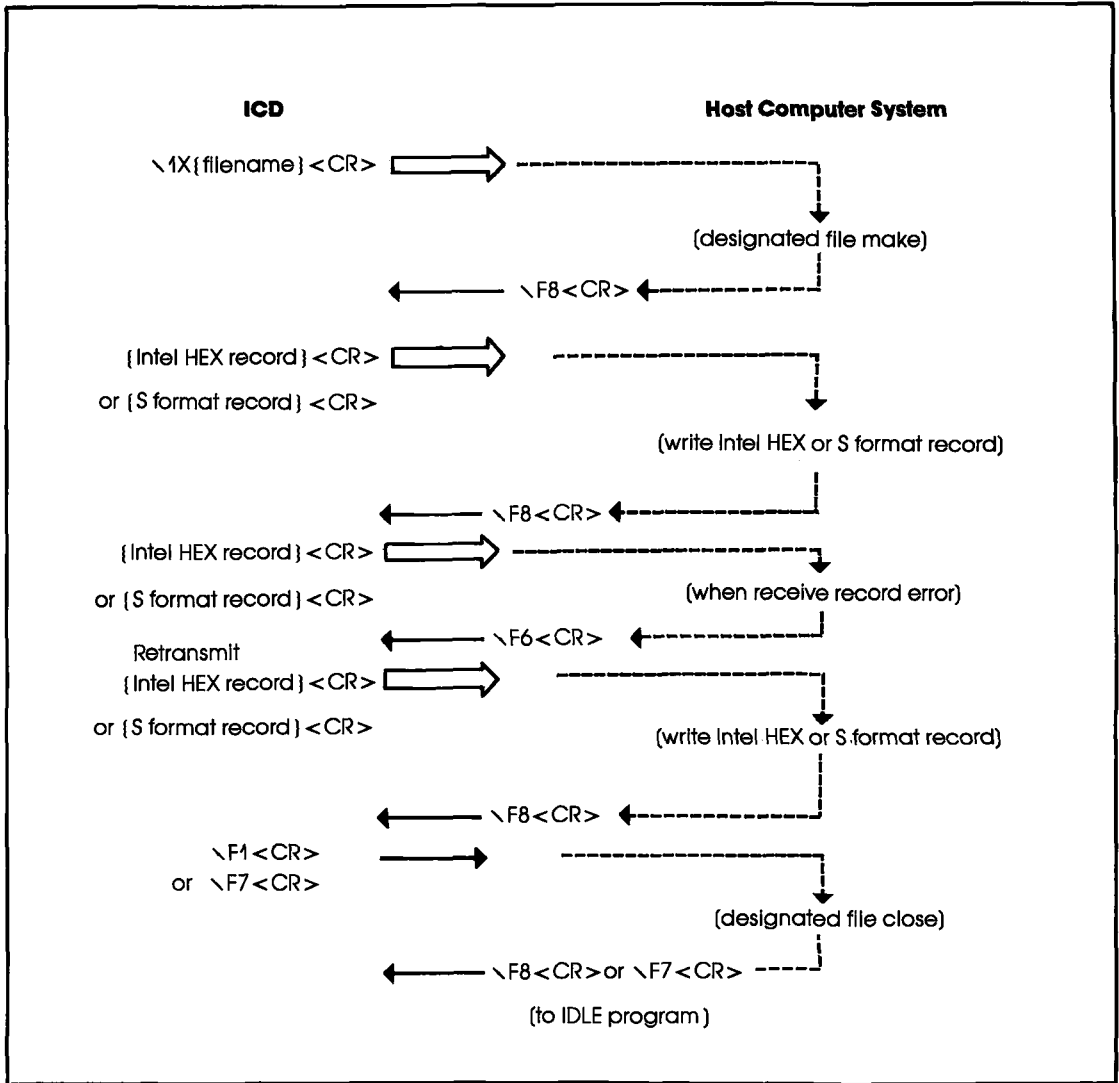 ICD Host Computer System
\1X{filename}<CR>
(designated file make)
\F8<CR>
{Intel HEX record}<CR>
or {S format record}<CR>
(write Intel HEX or S format record)
\F8<CR>
{Intel HEX record}<CR>
or {S format record}<CR>
(when receive record error)
\F6<CR>
Retransmit
{Intel HEX record}<CR>
or {S format record}<CR>
(write Intel HEX or S format record)
\F8<CR>
\F1<CR>
or \F7<CR>
(designated file close)
\F8<CR>or \F7<CR>
(to IDLE program)